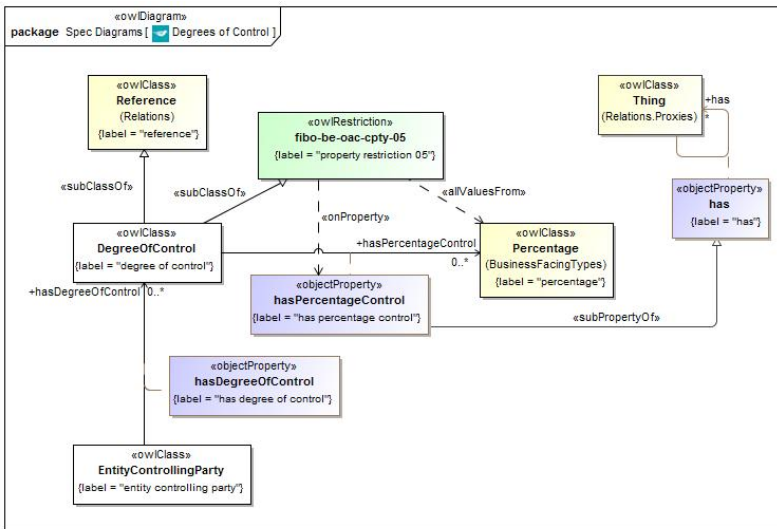 «owlDiagram»
package Spec Diagrams [ Degrees of Control ]
«owlClass»
Reference
(Relations)
{label = "reference"}
«owlRestriction»
fibo-be-oac-cpty-05
{label = "property restriction 05"}
«owlClass»
Thing
(Relations.Proxies)
+has
*
«subClassOf»
«subClassOf»
«allValuesFrom»
«onProperty»
«objectProperty»
has
{label = "has"}
«owlClass»
DegreeOfControl
{label = "degree of control"}
+hasPercentageControl
0..*
«owlClass»
Percentage
(BusinessFacingTypes)
{label = "percentage"}
+hasDegreeOfControl
0..*
«objectProperty»
hasPercentageControl
{label = "has percentage control"}
«subPropertyOf»
«objectProperty»
hasDegreeOfControl
{label = "has degree of control"}
«owlClass»
EntityControllingParty
{label = "entity controlling party"}